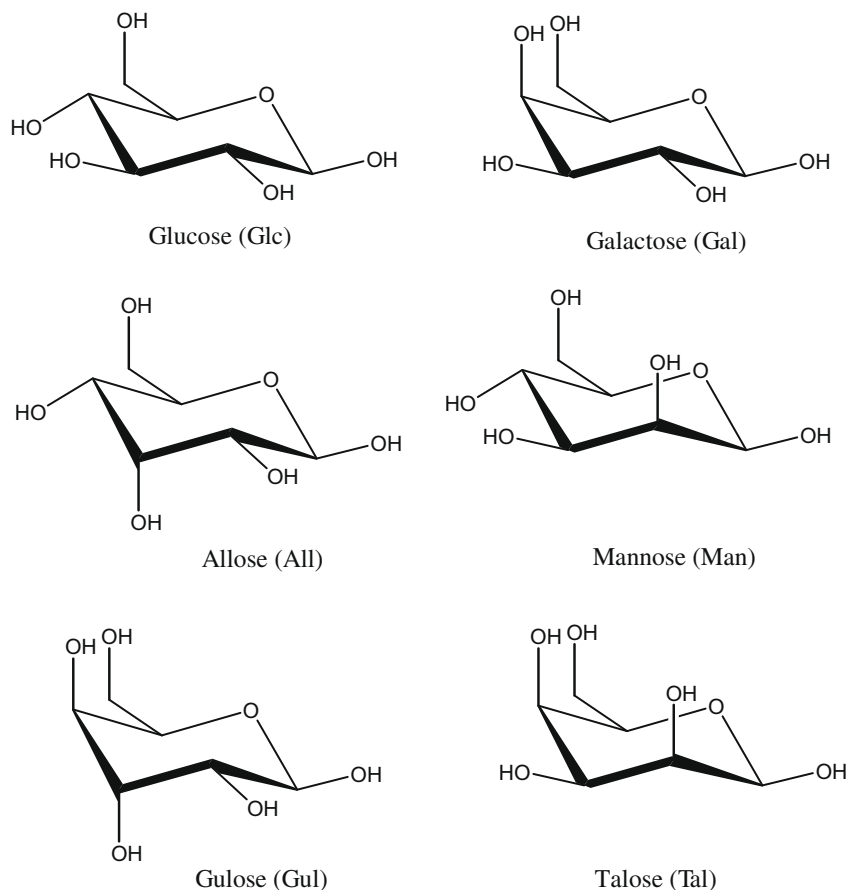 OH
O
HO
HO
OH
OH
Glucose (Glc)
OH
OH
O
HO
OH
OH
Galactose (Gal)
OH
O
HO
OH
OH
OH
Allose (All)
OH
OH
O
HO
HO
OH
Mannose (Man)
OH
OH
O
OH
OH
OH
Gulose (Gul)
OH
OH
OH
O
HO
OH
Talose (Tal)